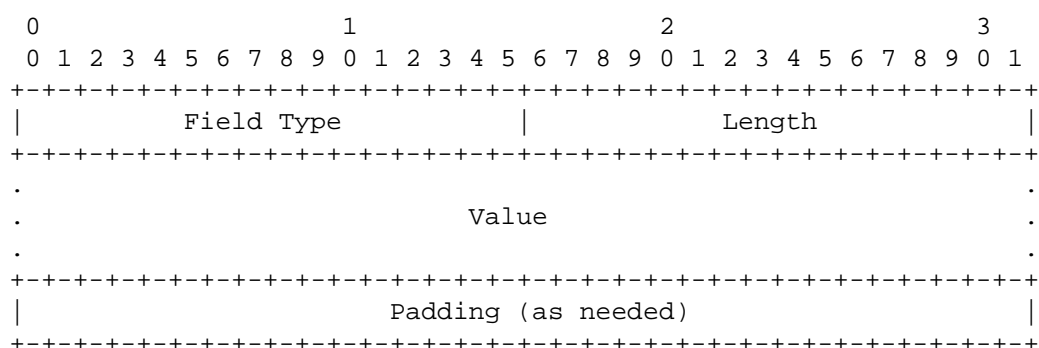 0                   1                   2                   3
 0 1 2 3 4 5 6 7 8 9 0 1 2 3 4 5 6 7 8 9 0 1 2 3 4 5 6 7 8 9 0 1
+-+-+-+-+-+-+-+-+-+-+-+-+-+-+-+-+-+-+-+-+-+-+-+-+-+-+-+-+-+-+-+-+
|          Field Type           |            Length             |
+-+-+-+-+-+-+-+-+-+-+-+-+-+-+-+-+-+-+-+-+-+-+-+-+-+-+-+-+-+-+-+-+
.                                                               .
.                            Value                              .
.                                                               .
+-+-+-+-+-+-+-+-+-+-+-+-+-+-+-+-+-+-+-+-+-+-+-+-+-+-+-+-+-+-+-+-+
|                       Padding (as needed)                     |
+-+-+-+-+-+-+-+-+-+-+-+-+-+-+-+-+-+-+-+-+-+-+-+-+-+-+-+-+-+-+-+-+